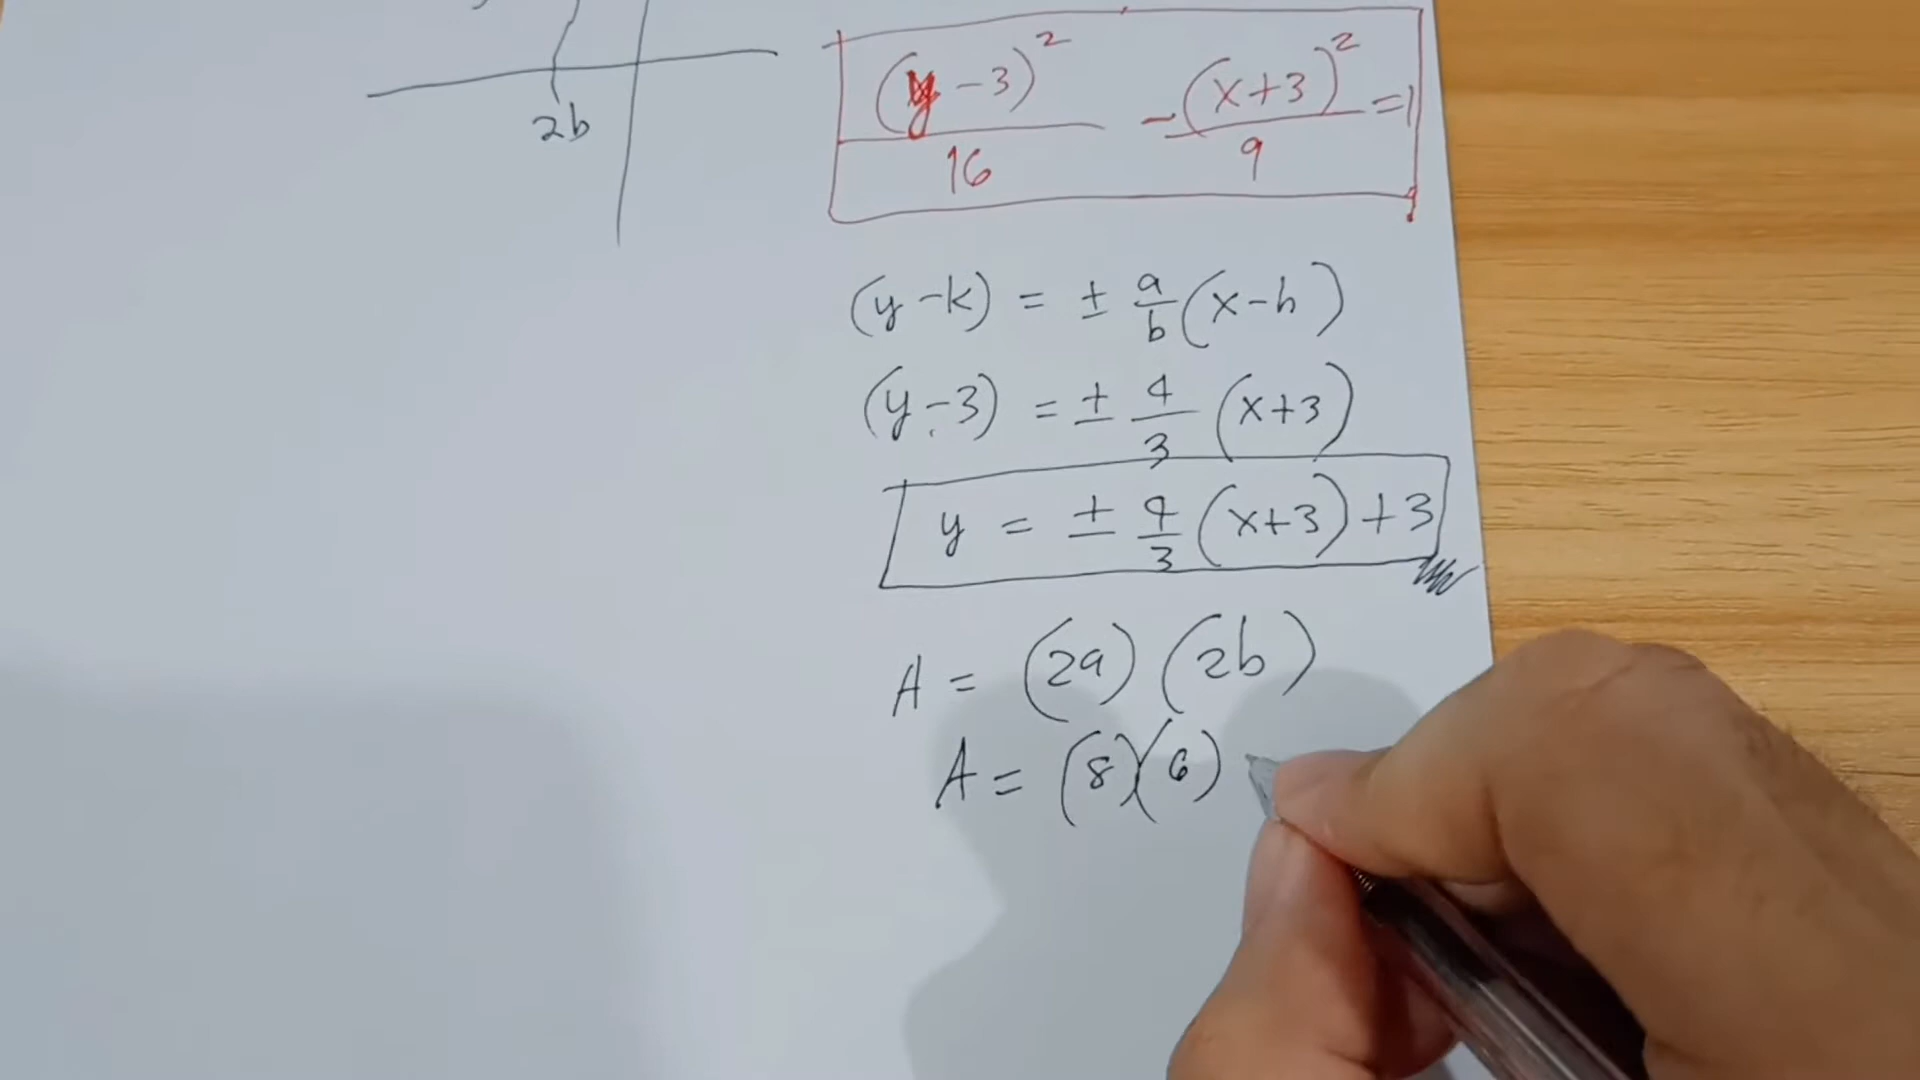 2b
(y-3)²/16 - (x+3)²/9 = 1
(y-k) = ± a/b (x-h)
(y-3) = ± 4/3 (x+3)
y = ± 4/3 (x+3) + 3
A = (2a) (2b)
A = (8)(6)